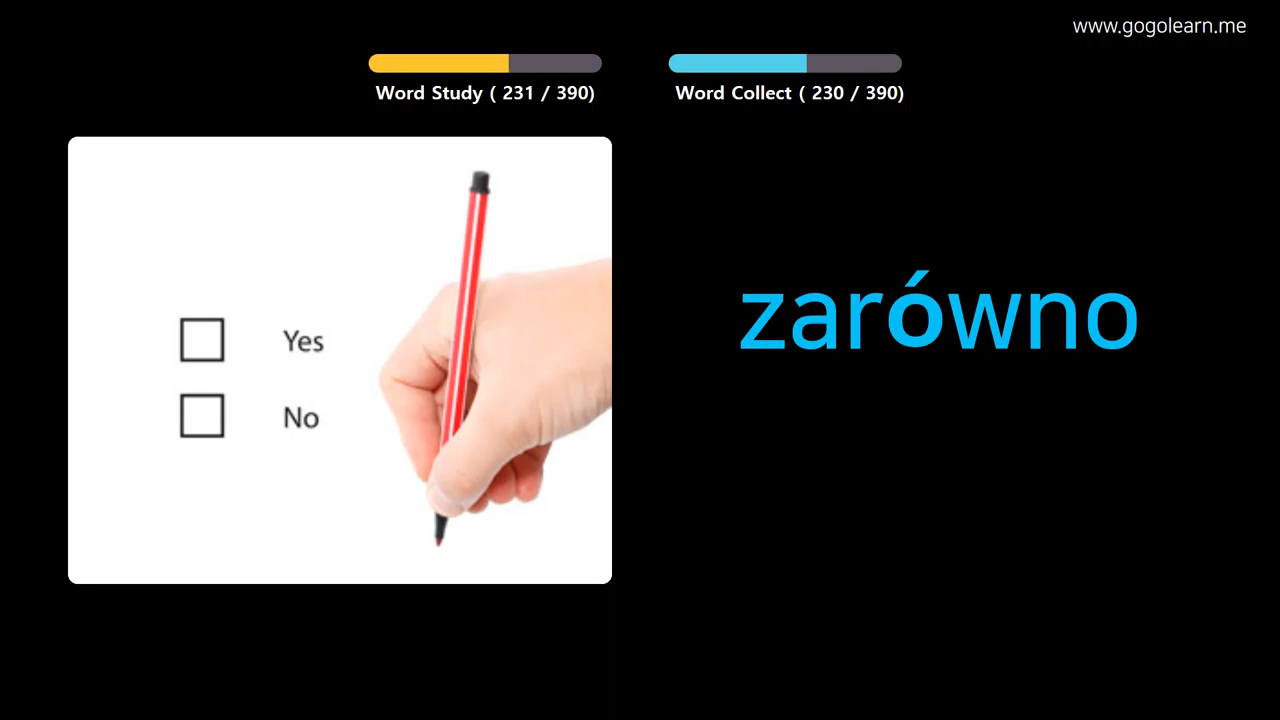 www.gogolearn.me
Word Study ( 231 / 390)
Word Collect ( 230 / 390)
zarówno
Yes
No